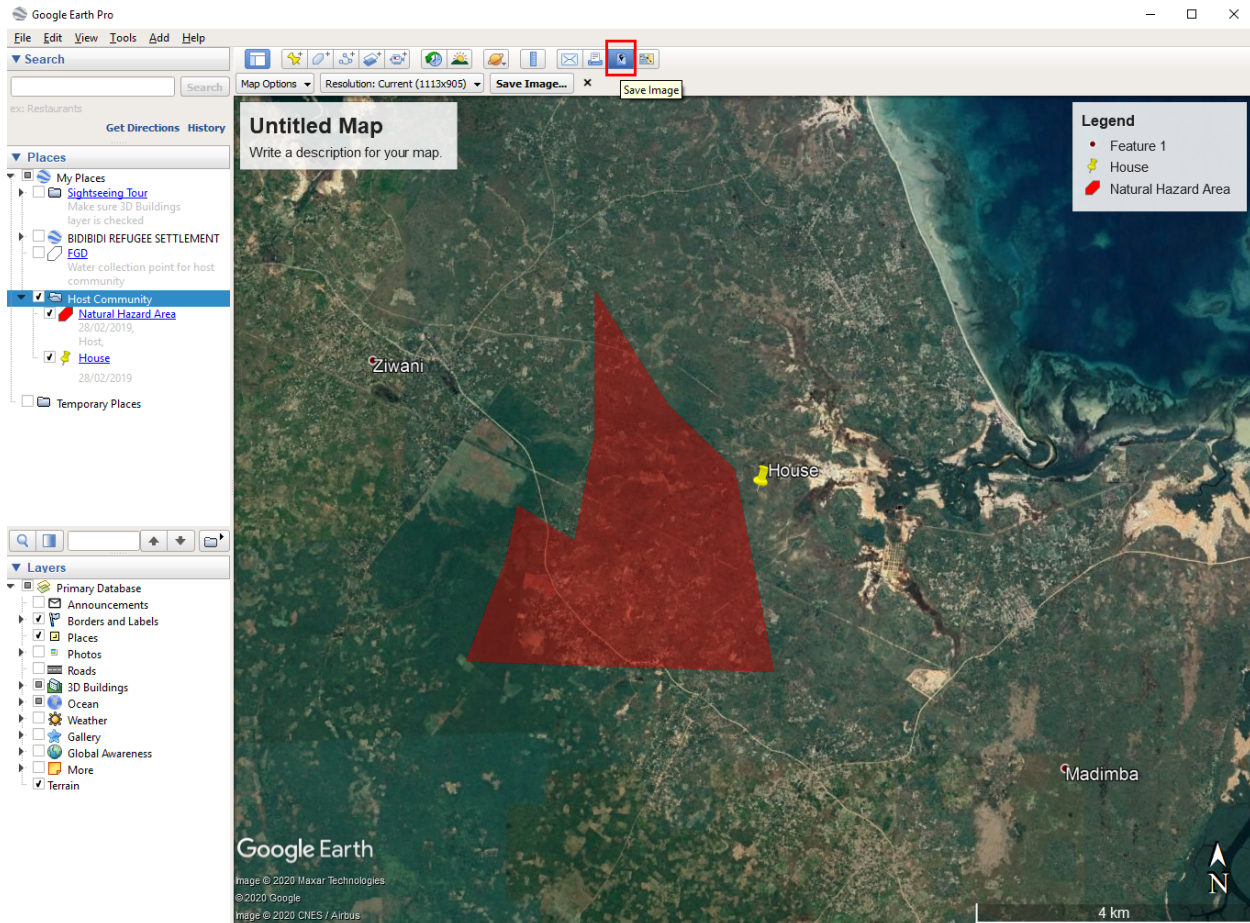 Google Earth Pro
File Edit View Tools Add Help
Search
Search
ex: Restaurants
Get Directions History
Places
My Places
Sightseeing Tour
Make sure 3D Buildings
layer is checked
BIDIBIDI REFUGEE SETTLEMENT
FGD
Water collection point for host
community
Host Community
Natural Hazard Area
28/02/2019,
Host,
House
28/02/2019
Temporary Places
Layers
Primary Database
Announcements
Borders and Labels
Places
Photos
Roads
3D Buildings
Ocean
Weather
Gallery
Global Awareness
More
Terrain
Map Options Resolution: Current (1113x905) Save Image...
Save Image
Untitled Map
Write a description for your map.
Legend
Feature 1
House
Natural Hazard Area
Ziwani
House
Madimba
Google Earth
Image © 2020 Maxar Technologies
© 2020 Google
Image © 2020 CNES / Airbus
N
4 km